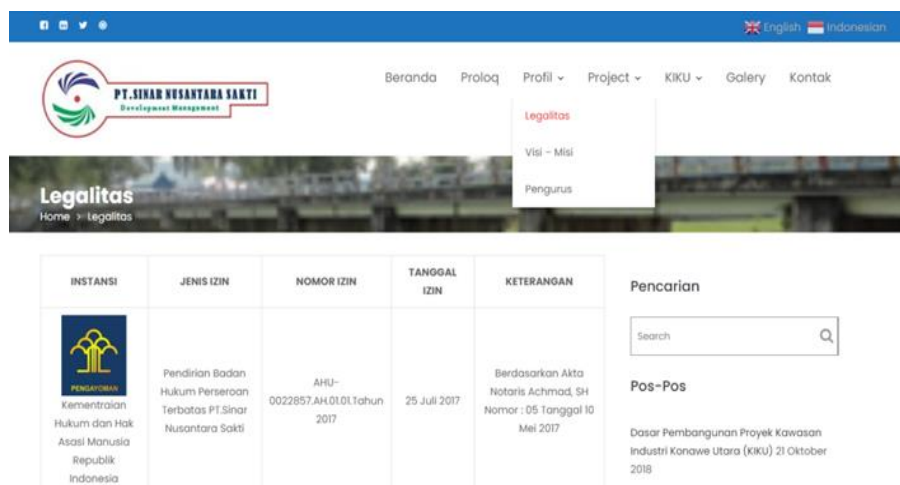 English Indonesian
PT.SINAR NUSANTARA SAKTI
Development Management
Beranda Proloq Profil Project KIKU Galery Kontak
Legalitas
Visi - Misi
Pengurus
Legalitas
Home > Legalitas
INSTANSI JENIS IZIN NOMOR IZIN TANGGAL IZIN KETERANGAN
PENGAYOMAN
Kementraian
Hukum dan Hak
Asasi Manusia
Republik
Indonesia
Pendirian Badan
Hukum Perseroan
Terbatas PT.Sinar
Nusantara Sakti
AHU-
0022857.AH.01.01.Tahun
2017
25 Juli 2017
Berdasarkan Akta
Notaris Achmad, SH
Nomor : 05 Tanggal 10
Mei 2017
Pencarian
Search
Pos-Pos
Dasar Pembangunan Proyek Kawasan
Industri Konawe Utara (KIKU) 21 Oktober
2018